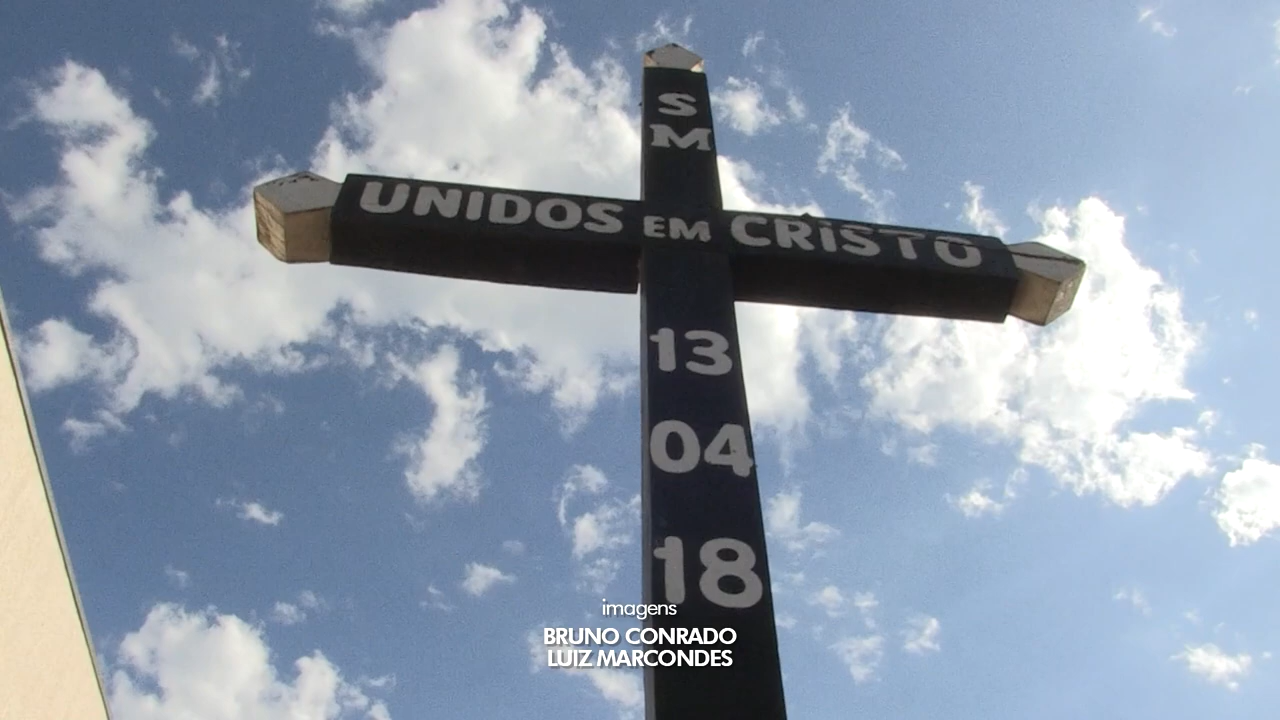 S
M
UNIDOS EM CRISTO
13
04
18
imagens
BRUNO CONRADO
LUIZ MARCONDES